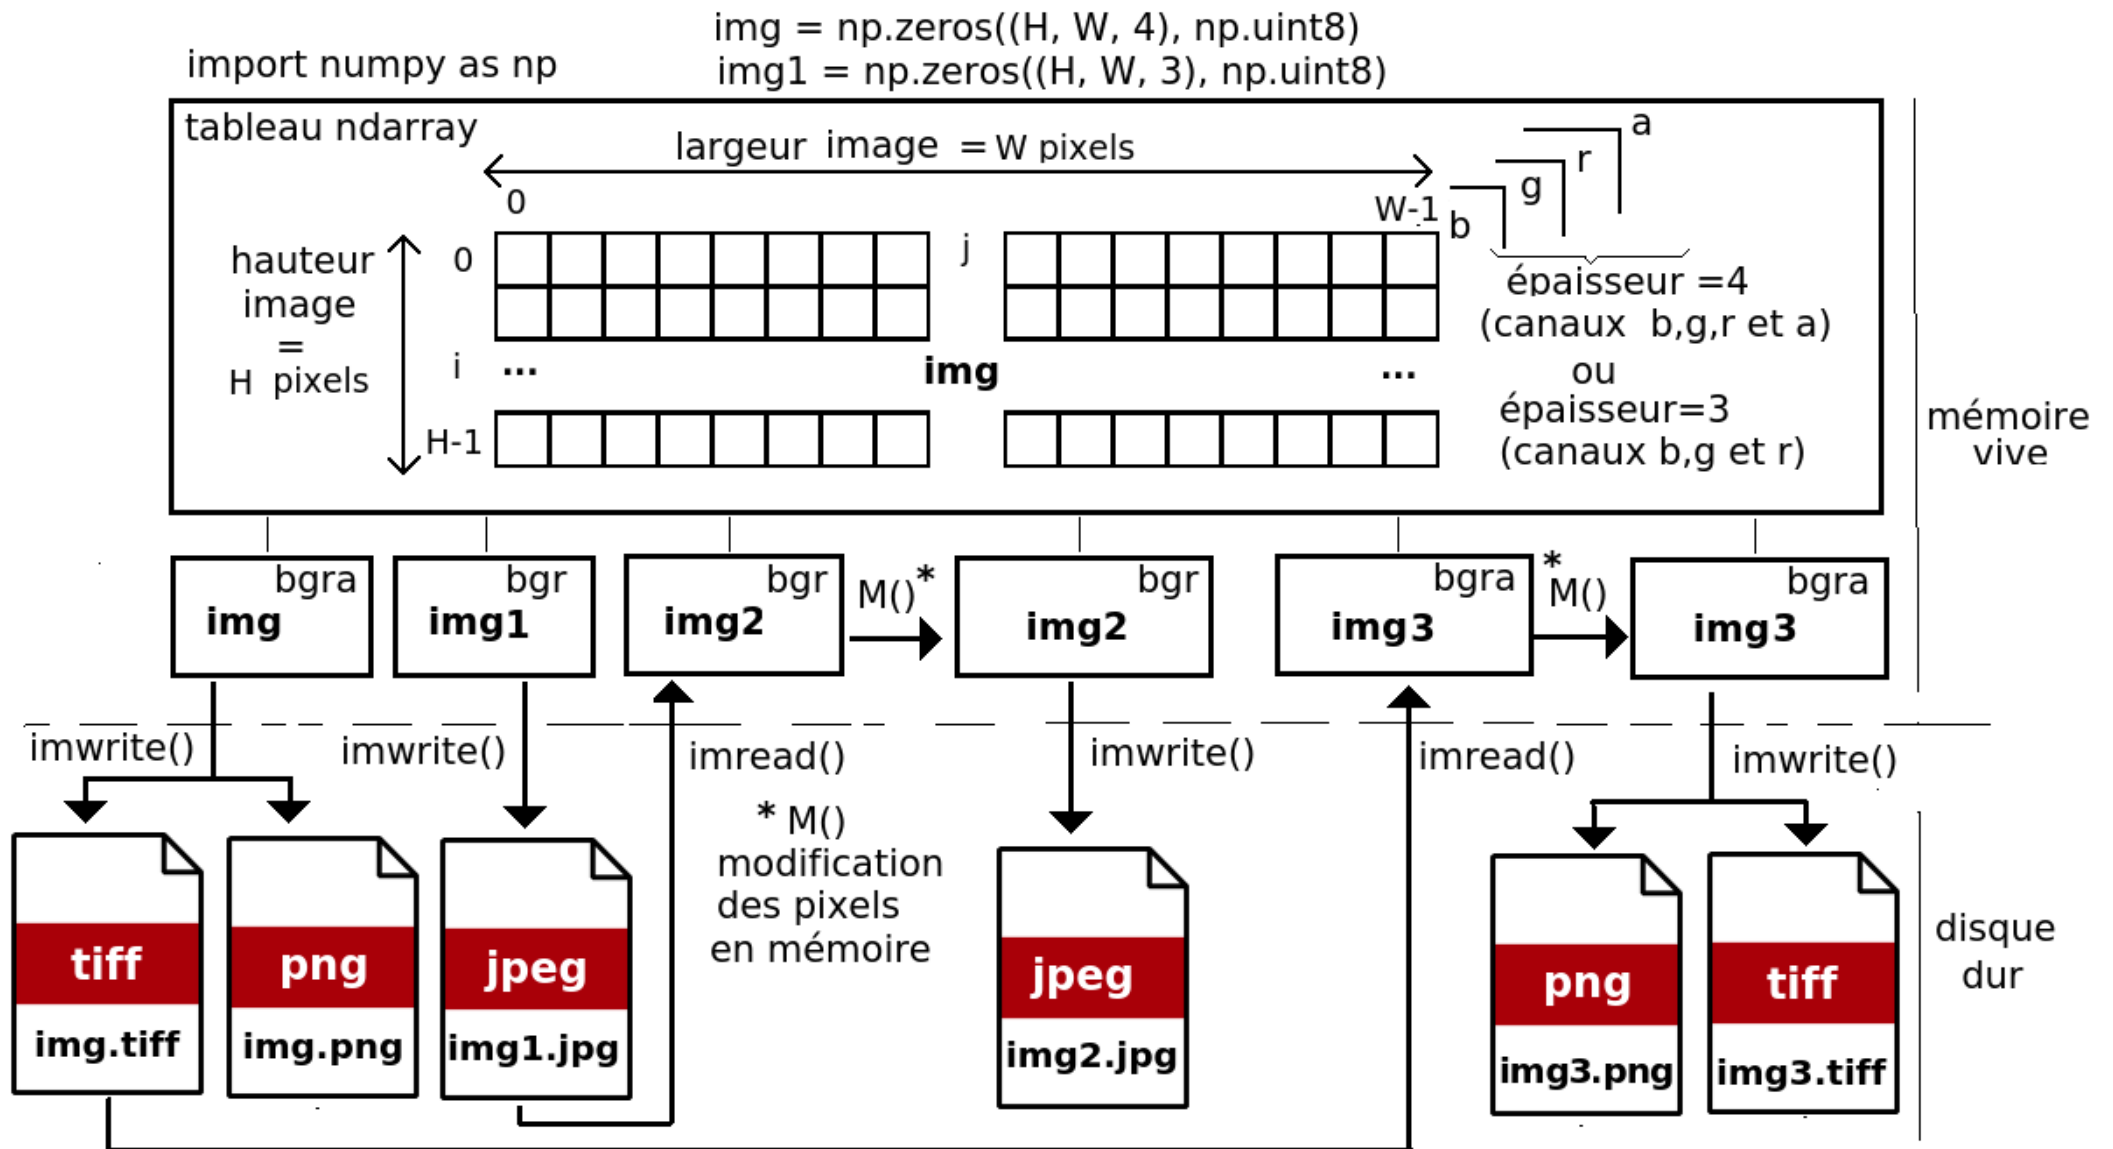 img = np.zeros((H, W, 4), np.uint8)
import numpy as np
img1 = np.zeros((H, W, 3), np.uint8)
tableau ndarray
largeur image = W pixels
a
r
g
b
0
W-1
hauteur
image
=
H pixels
0
j
i
...
img
...
H-1
épaisseur =4
(canaux b,g,r et a)
ou
épaisseur=3
(canaux b,g et r)
mémoire
vive
bgra
img
bgr
img1
bgr
img2
M()*
bgr
img2
bgra
img3
*
M()
bgra
img3
imwrite()
imwrite()
imread()
imwrite()
imread()
imwrite()
* M()
modification
des pixels
en mémoire
tiff
img.tiff
png
img.png
jpeg
img1.jpg
jpeg
img2.jpg
png
img3.png
tiff
img3.tiff
disque
dur